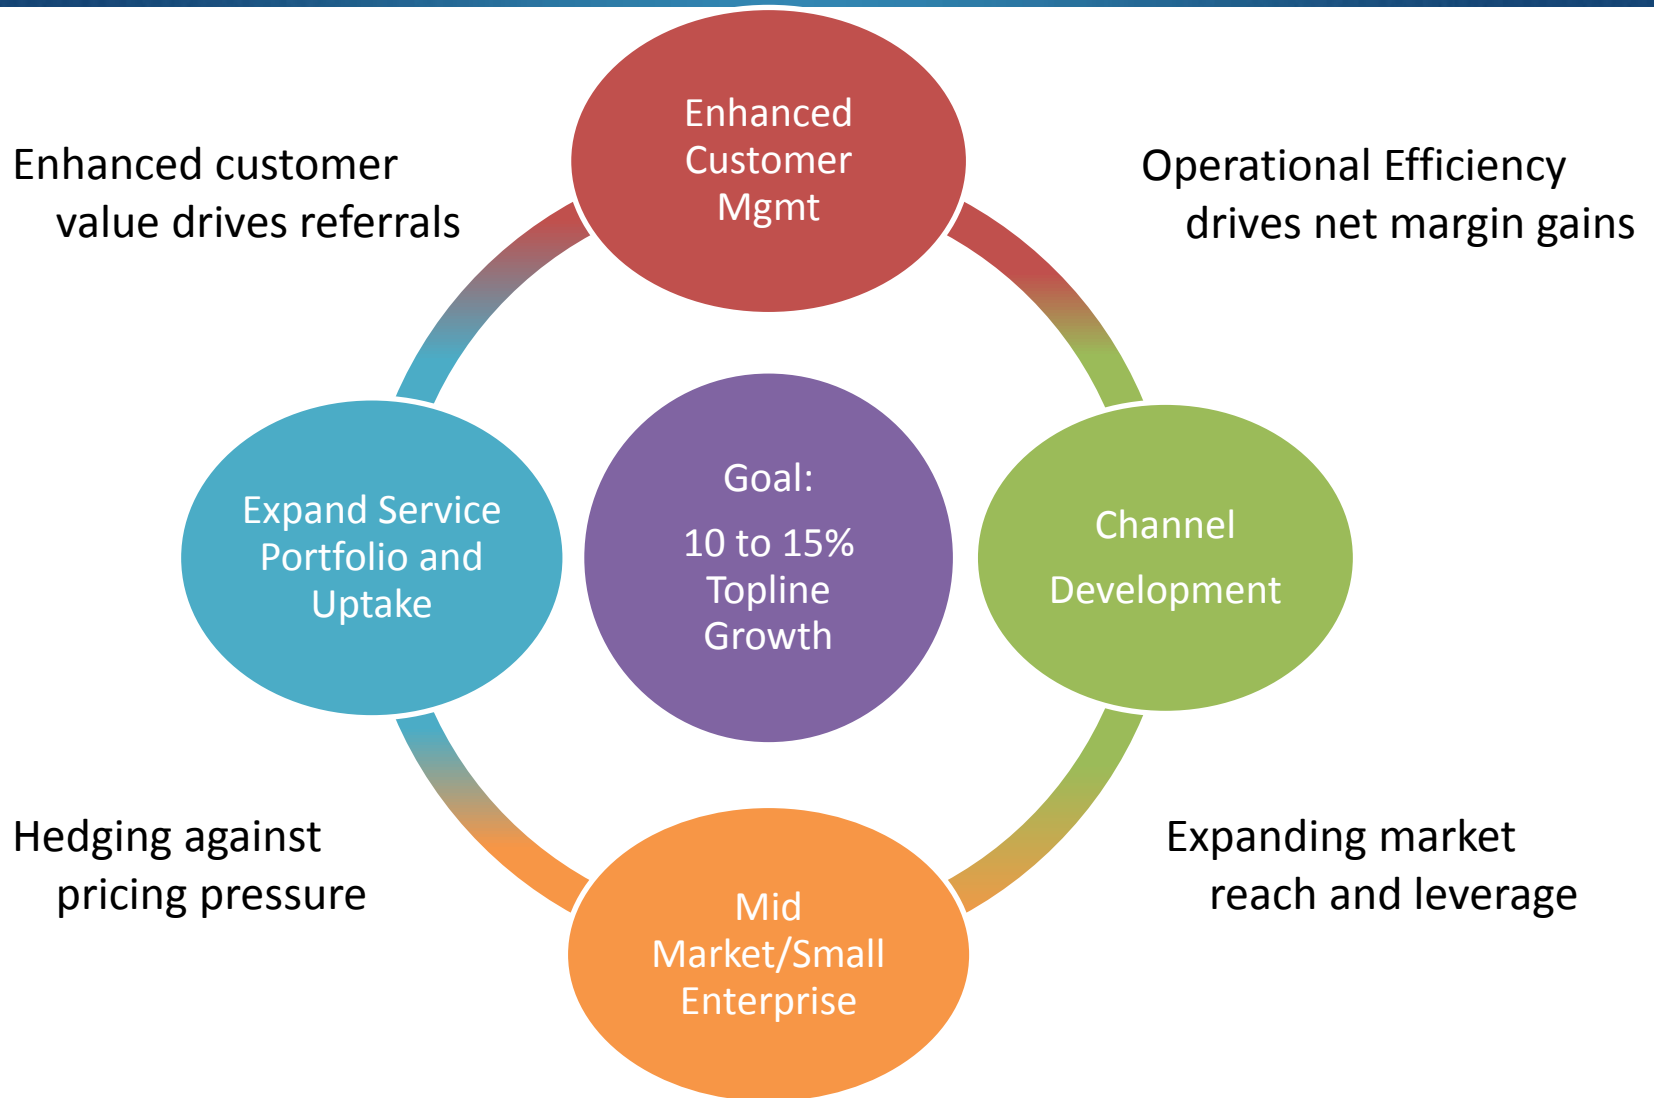 Enhanced
Customer
Mgmt
Enhanced customer
value drives referrals
Operational Efficiency
drives net margin gains
Expand Service
Portfolio and
Uptake
Goal:
10 to 15%
Topline
Growth
Channel
Development
Hedging against
pricing pressure
Expanding market
reach and leverage
Mid
Market/Small
Enterprise